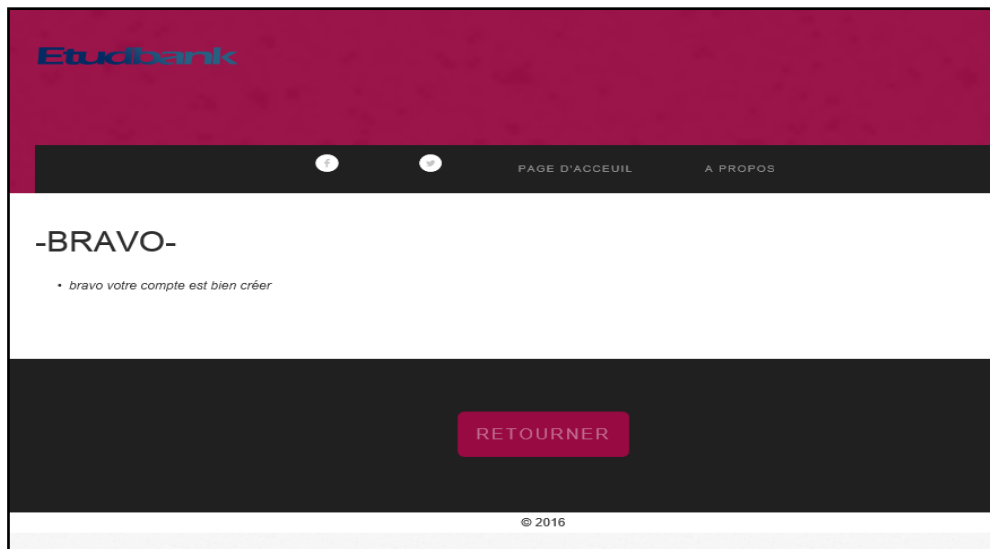 Etudbank
PAGE D'ACCEUIL A PROPOS
-BRAVO-
• bravo votre compte est bien créer
RETOURNER
© 2016